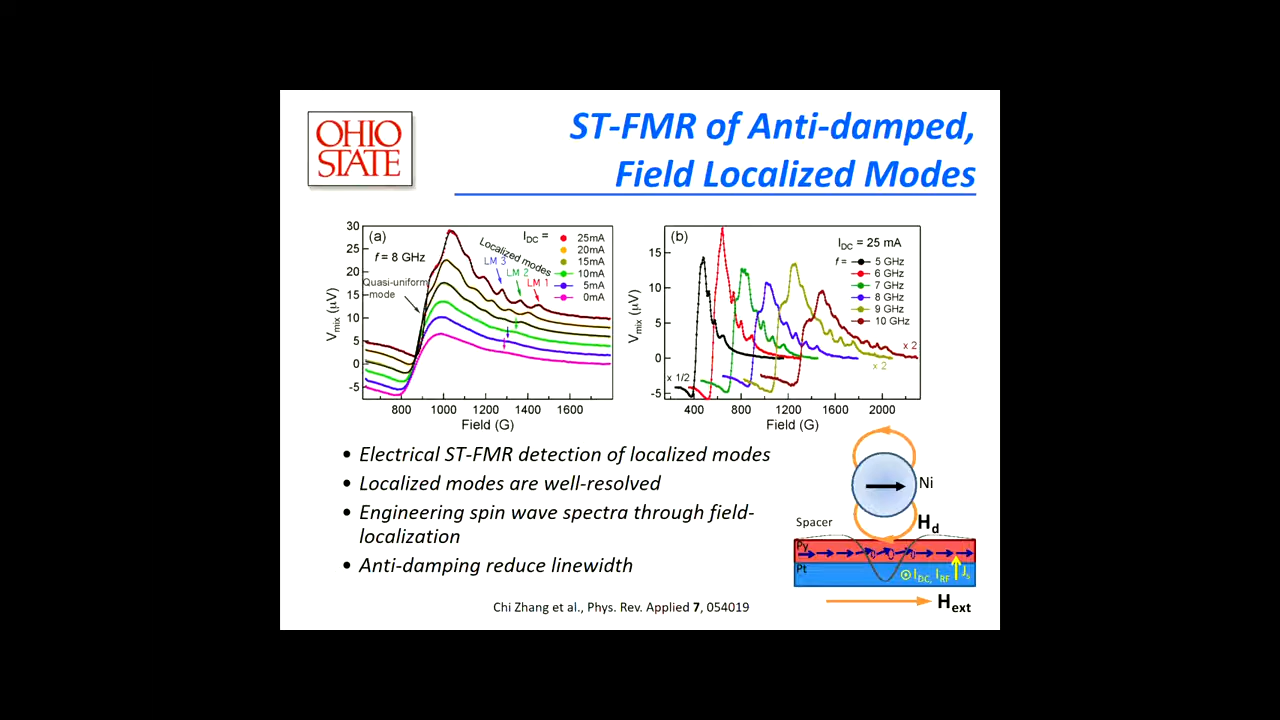 OHIO
STATE
ST-FMR of Anti-damped,
Field Localized Modes
(a)
f = 8 GHz
I_DC =
25mA
20mA
15mA
10mA
5mA
0mA
Localized modes
LM 3
LM 2
LM 1
Quasi-uniform
mode
V_mix (µV)
30
25
20
15
10
5
0
-5
800 1000 1200 1400 1600
Field (G)
(b)
I_DC = 25 mA
f =
5 GHz
6 GHz
7 GHz
8 GHz
9 GHz
10 GHz
V_mix (µV)
15
10
5
0
-5
x 1/2
x 2
x 2
400 800 1200 1600 2000
Field (G)
• Electrical ST-FMR detection of localized modes
• Localized modes are well-resolved
• Engineering spin wave spectra through field-
localization
• Anti-damping reduce linewidth
Ni
Spacer
H_d
Py
Pt
I_DC, I_RF
J_s
H_ext
Chi Zhang et al., Phys. Rev. Applied 7, 054019